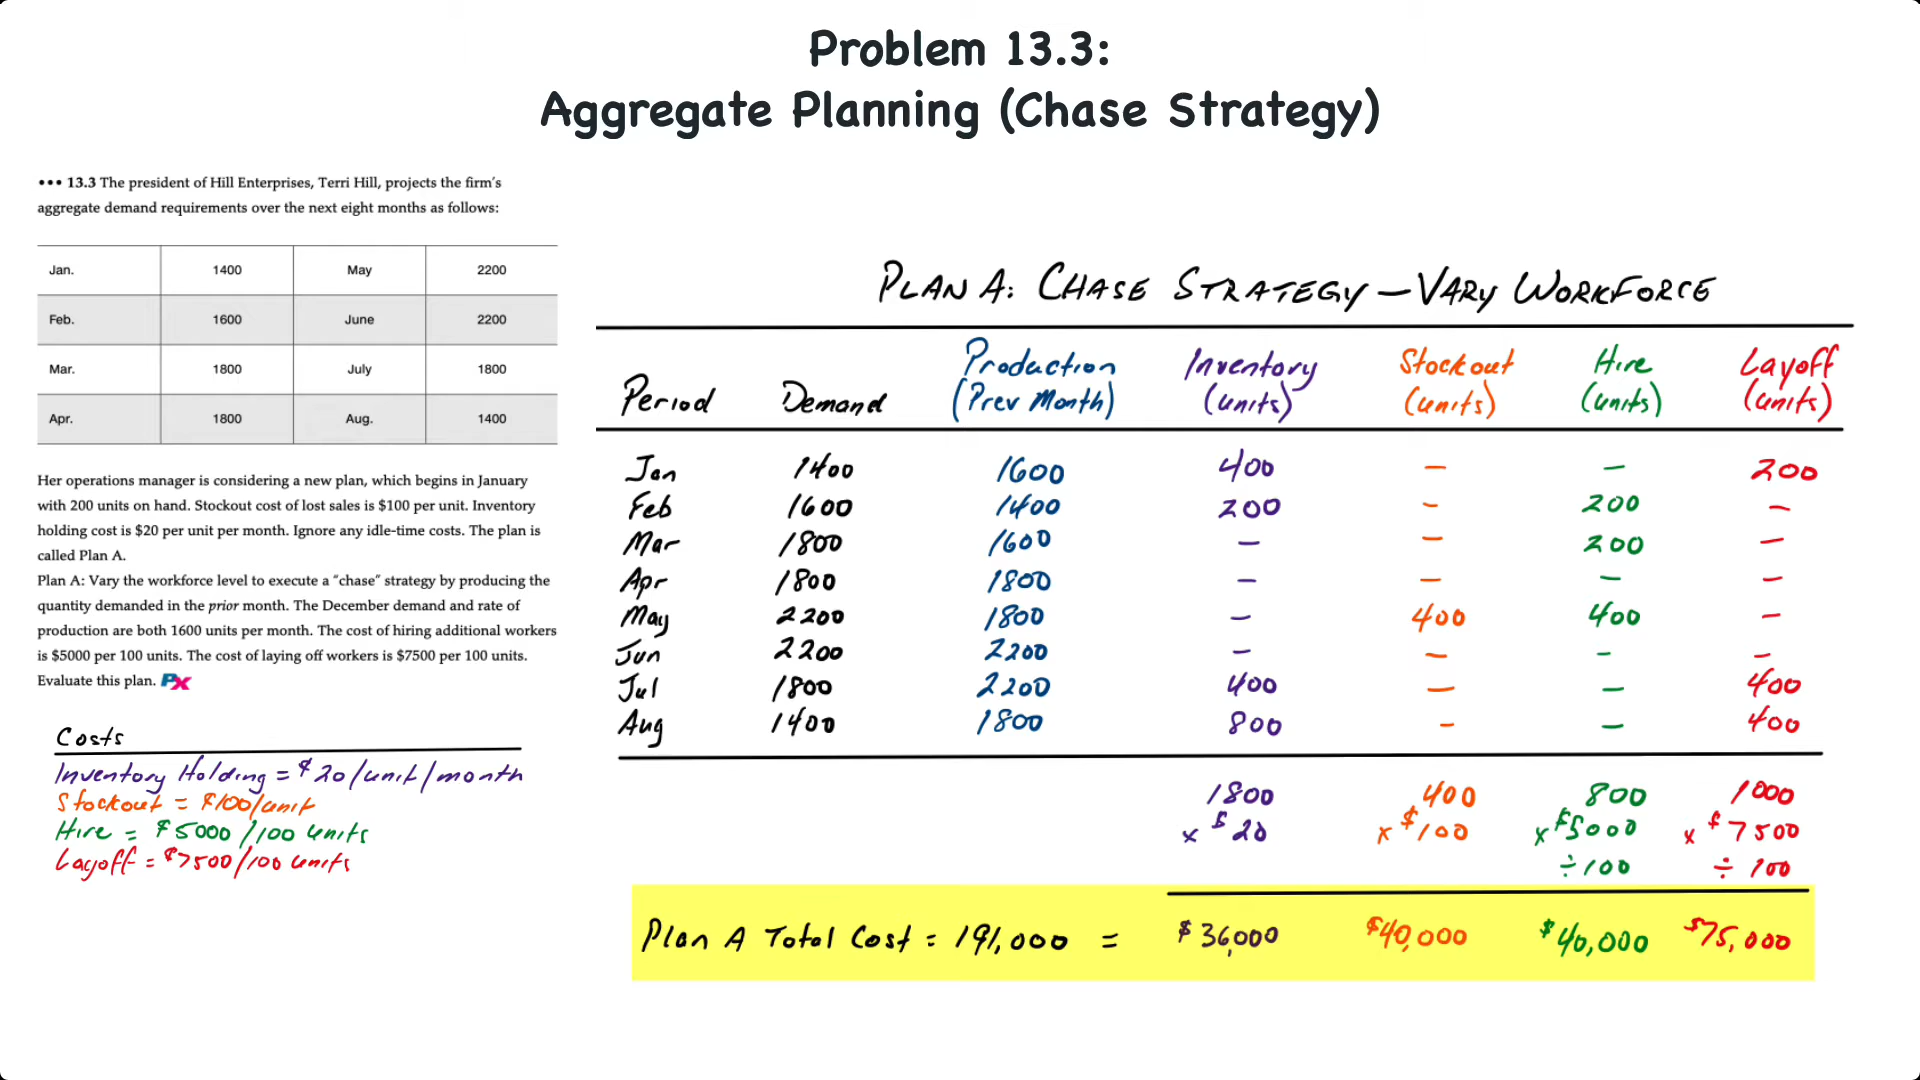 Problem 13.3:
Aggregate Planning (Chase Strategy)
••• 13.3 The president of Hill Enterprises, Terri Hill, projects the firm's
aggregate demand requirements over the next eight months as follows:
Jan. 1400 May 2200
Feb. 1600 June 2200
Mar. 1800 July 1800
Apr. 1800 Aug. 1400
Her operations manager is considering a new plan, which begins in January
with 200 units on hand. Stockout cost of lost sales is $100 per unit. Inventory
holding cost is $20 per unit per month. Ignore any idle-time costs. The plan is
called Plan A.
Plan A: Vary the workforce level to execute a "chase" strategy by producing the
quantity demanded in the prior month. The December demand and rate of
production are both 1600 units per month. The cost of hiring additional workers
is $5000 per 100 units. The cost of laying off workers is $7500 per 100 units.
Evaluate this plan. PX
Costs
Inventory Holding = $20/unit/month
Stockout = $100/unit
Hire = $5000/100 units
Layoff = $7500/100 units
PLAN A: CHASE STRATEGY – VARY WORKFORCE
Period Demand Production (Prev Month) Inventory (units) Stockout (units) Hire (units) Layoff (units)
Jan 1400 1600 400 – – 200
Feb 1600 1400 200 – 200 –
Mar 1800 1600 – – 200 –
Apr 1800 1800 – – – –
May 2200 1800 – 400 400 –
Jun 2200 2200 – – – –
Jul 1800 2200 400 – – 400
Aug 1400 1800 800 – – 400
1800 400 800 1000
x $20 x $100 x $5000 x $7500
÷100 ÷ 100
Plan A Total Cost = 191,000 = $36,000 $40,000 $40,000 $75,000